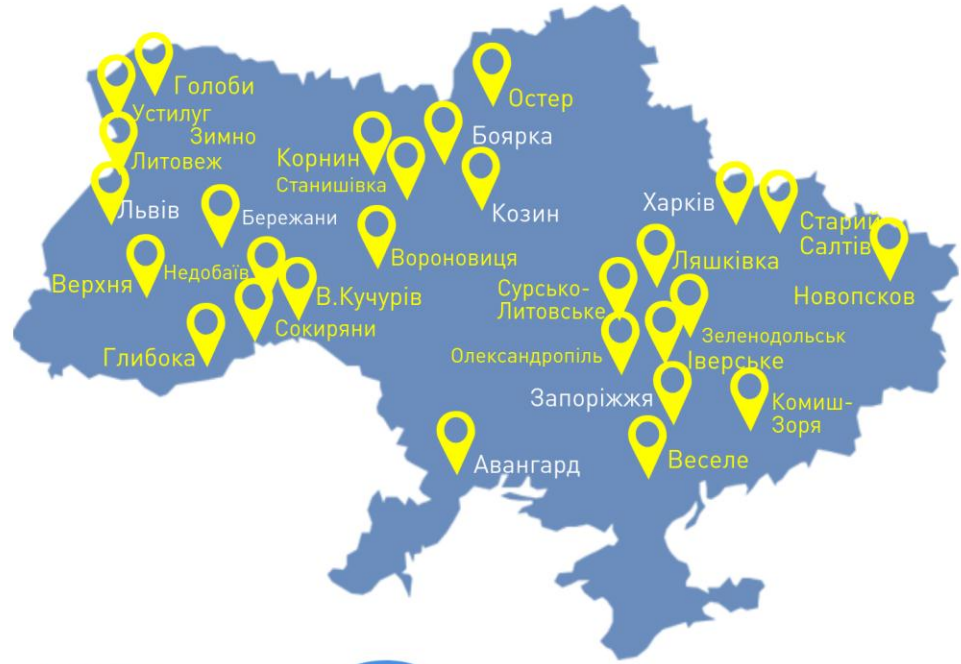 Голоби
Устилуг
Зимно
Литовеж
Львів
Бережани
Верхня
Недобаїв
В.Кучурів
Сокиряни
Глибока
Корнин
Станишівка
Боярка
Остер
Козин
Вороновиця
Харків
Старий
Салтів
Новопсков
Ляшківка
Сурсько-
Литовське
Зеленодольськ
Олександропіль
Іверське
Запоріжжя
Комиш-
Зоря
Веселе
Авангард